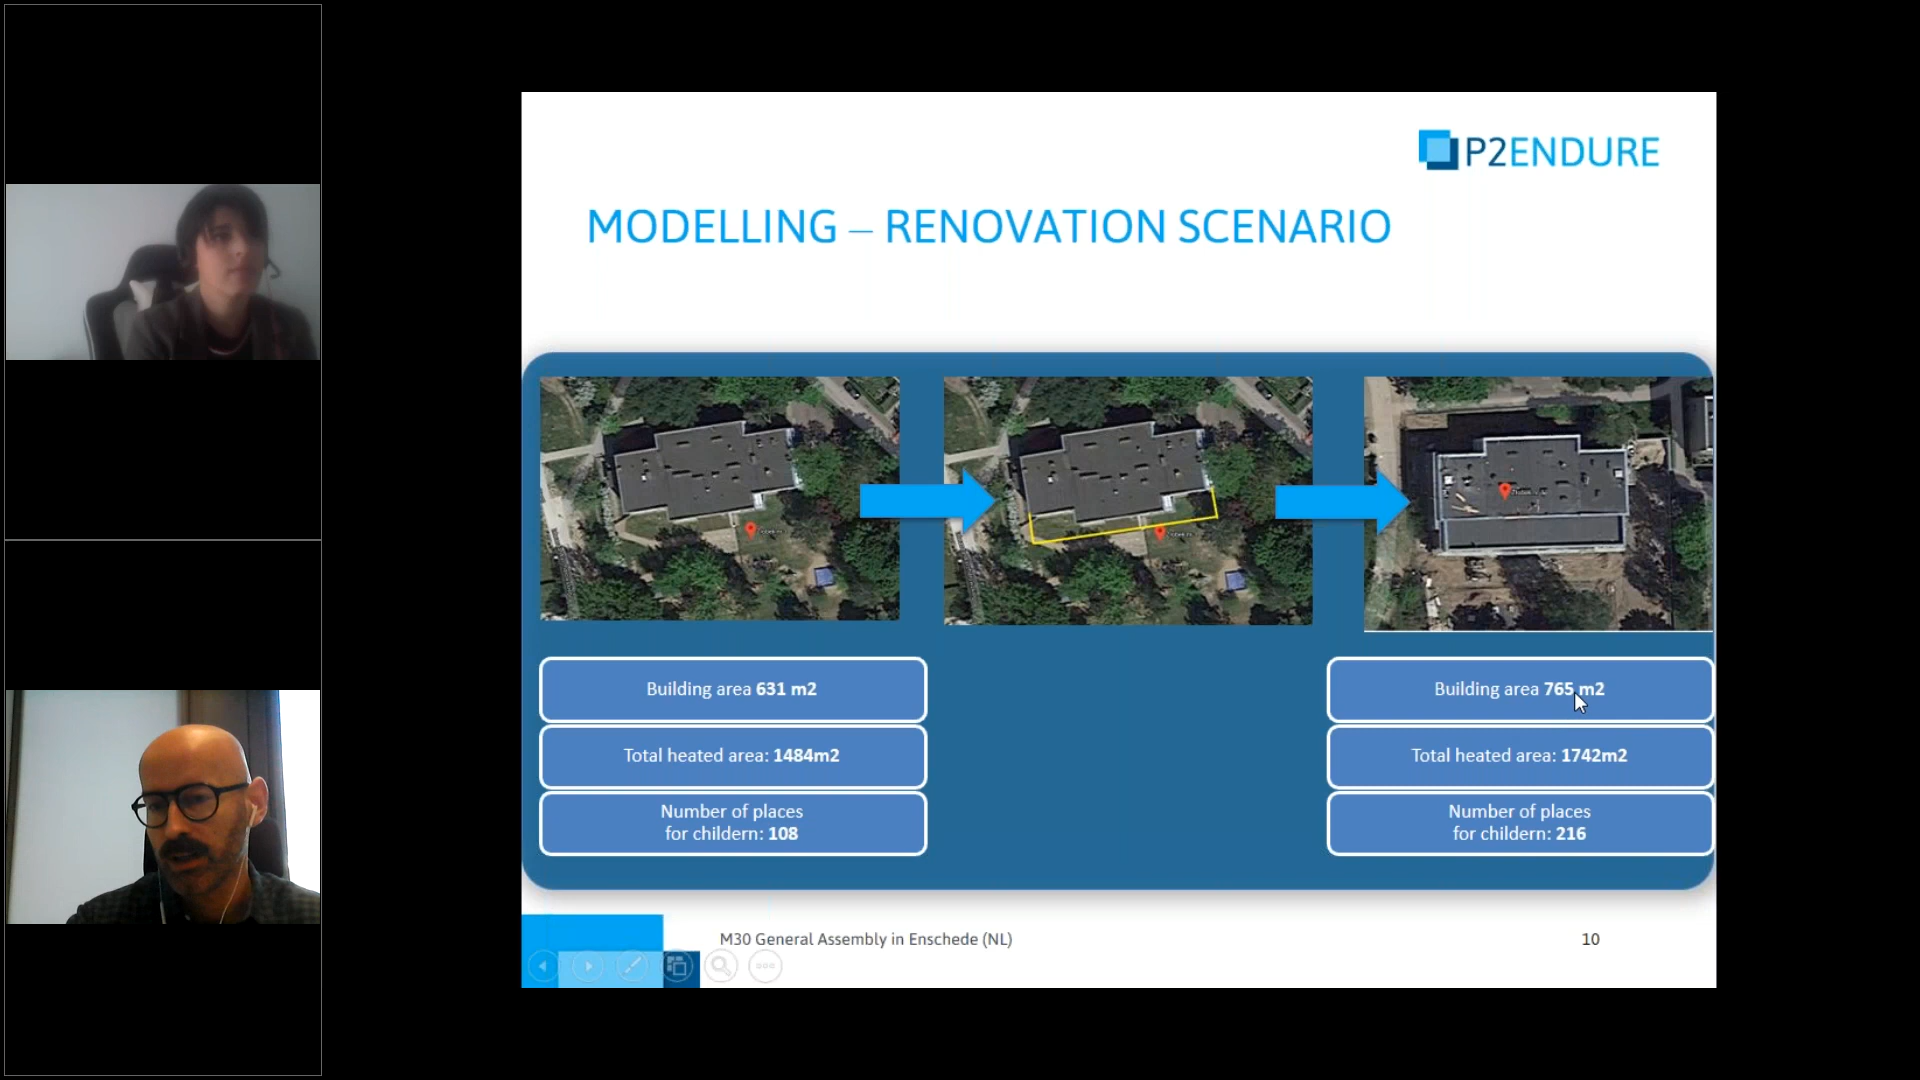 P2ENDURE
MODELLING – RENOVATION SCENARIO
Building area 631 m2
Total heated area: 1484m2
Number of places
for childern: 108
Building area 765 m2
Total heated area: 1742m2
Number of places
for childern: 216
M30 General Assembly in Enschede (NL)
10